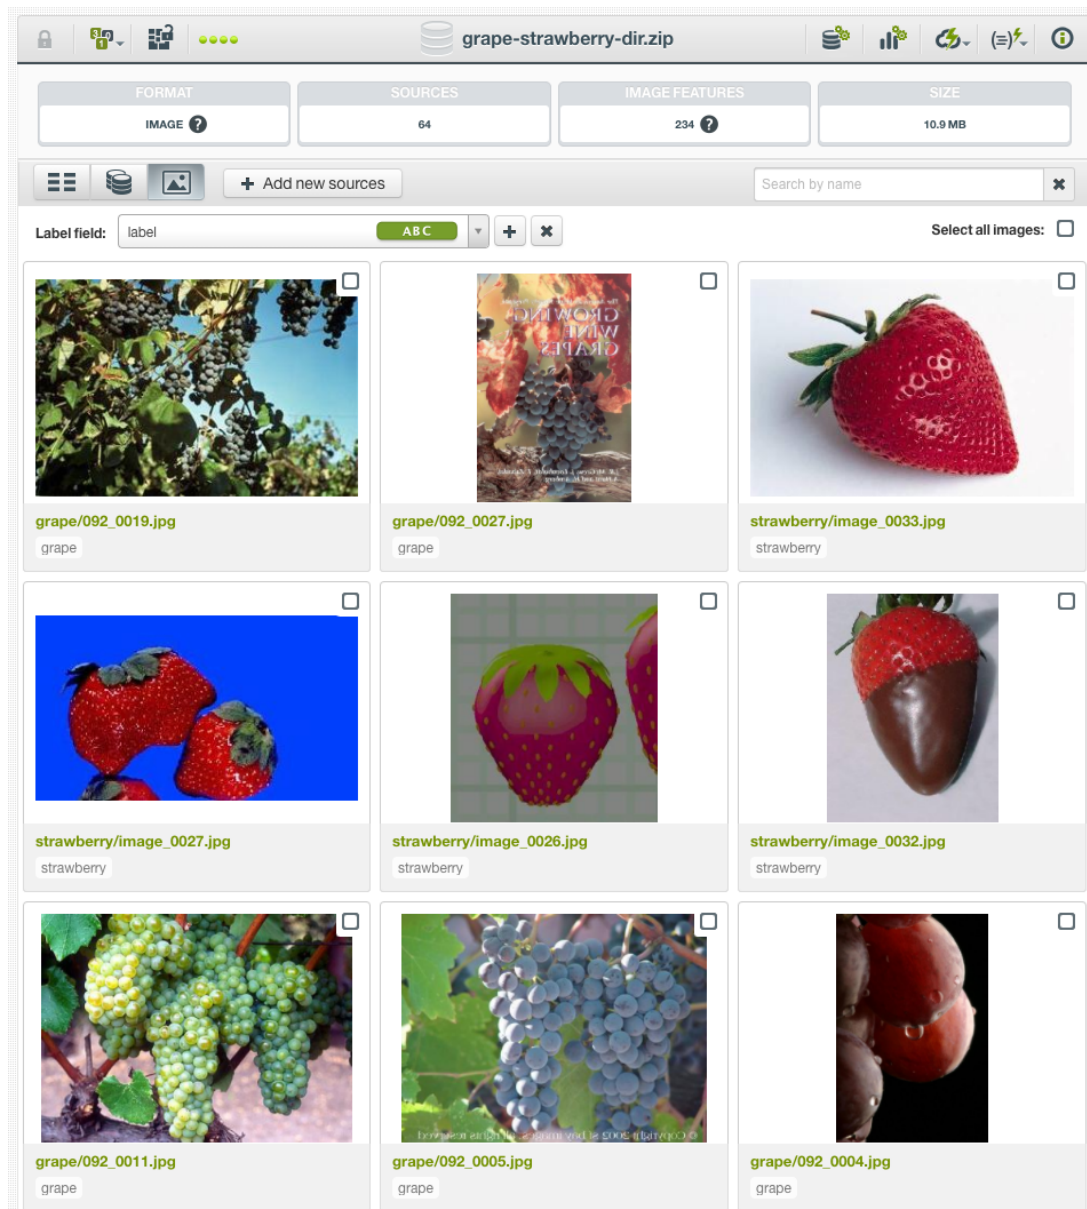 grape-strawberry-dir.zip
FORMAT
SOURCES
IMAGE FEATURES
SIZE
IMAGE ?
64
234 ?
10.9 MB
+ Add new sources
Search by name
Label field:
label
ABC
Select all images:
GROWING
WINE
GRAPES
grape/092_0019.jpg
grape
grape/092_0027.jpg
grape
strawberry/image_0033.jpg
strawberry
strawberry/image_0027.jpg
strawberry
strawberry/image_0026.jpg
strawberry
strawberry/image_0032.jpg
strawberry
grape/092_0011.jpg
grape
grape/092_0005.jpg
grape
grape/092_0004.jpg
grape